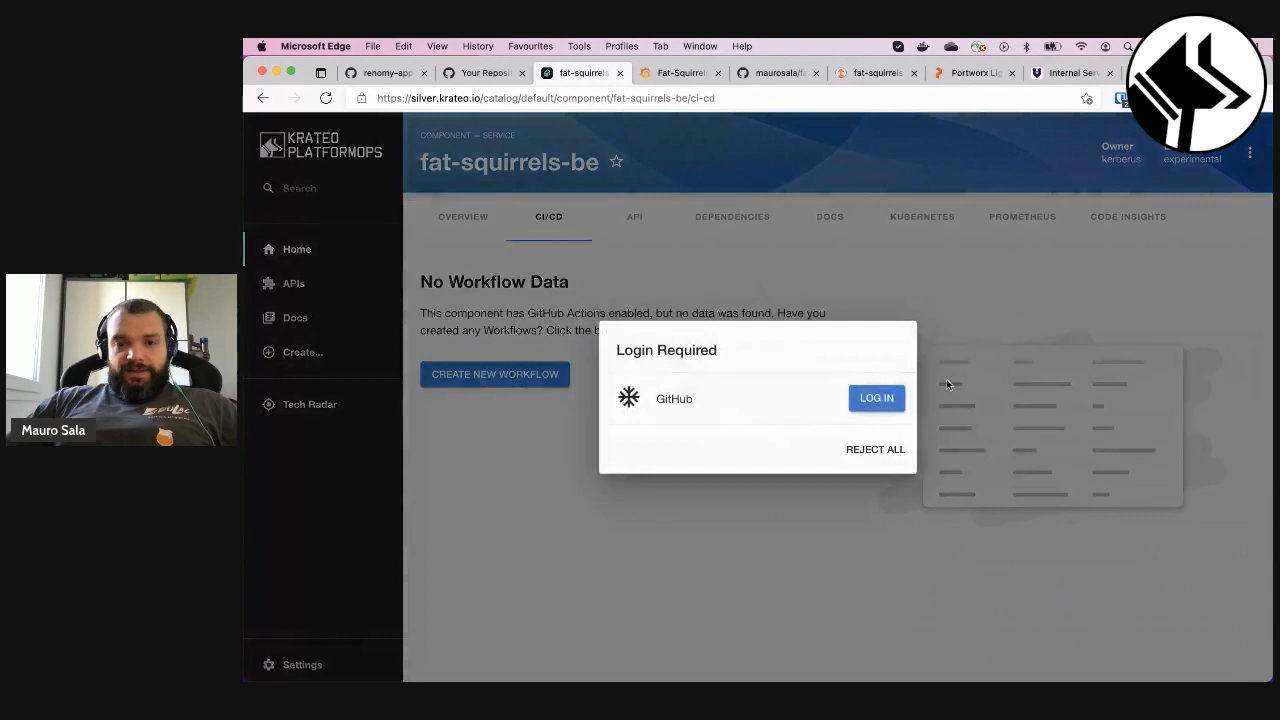 Microsoft Edge File Edit View History Favourites Tools Profiles Tab Window Help
renomy-app
Your Reposit
fat-squirrels
Fat-Squirrels
maurosala/fa
fat-squirrels
Portworx Lig
Internal Serv
https://silver.krateo.io/catalog/default/component/fat-squirrels-be/ci-cd
KRATEO
PLATFORMOPS
Search
Home
APIs
Docs
Create...
Tech Radar
Settings
COMPONENT — SERVICE
fat-squirrels-be
Owner
kerberus
experimental
OVERVIEW CI/CD API DEPENDENCIES DOCS KUBERNETES PROMETHEUS CODE INSIGHTS
No Workflow Data
This component has GitHub Actions enabled, but no data was found. Have you
created any Workflows? Click the b
CREATE NEW WORKFLOW
Login Required
GitHub
LOG IN
REJECT ALL
Mauro Sala